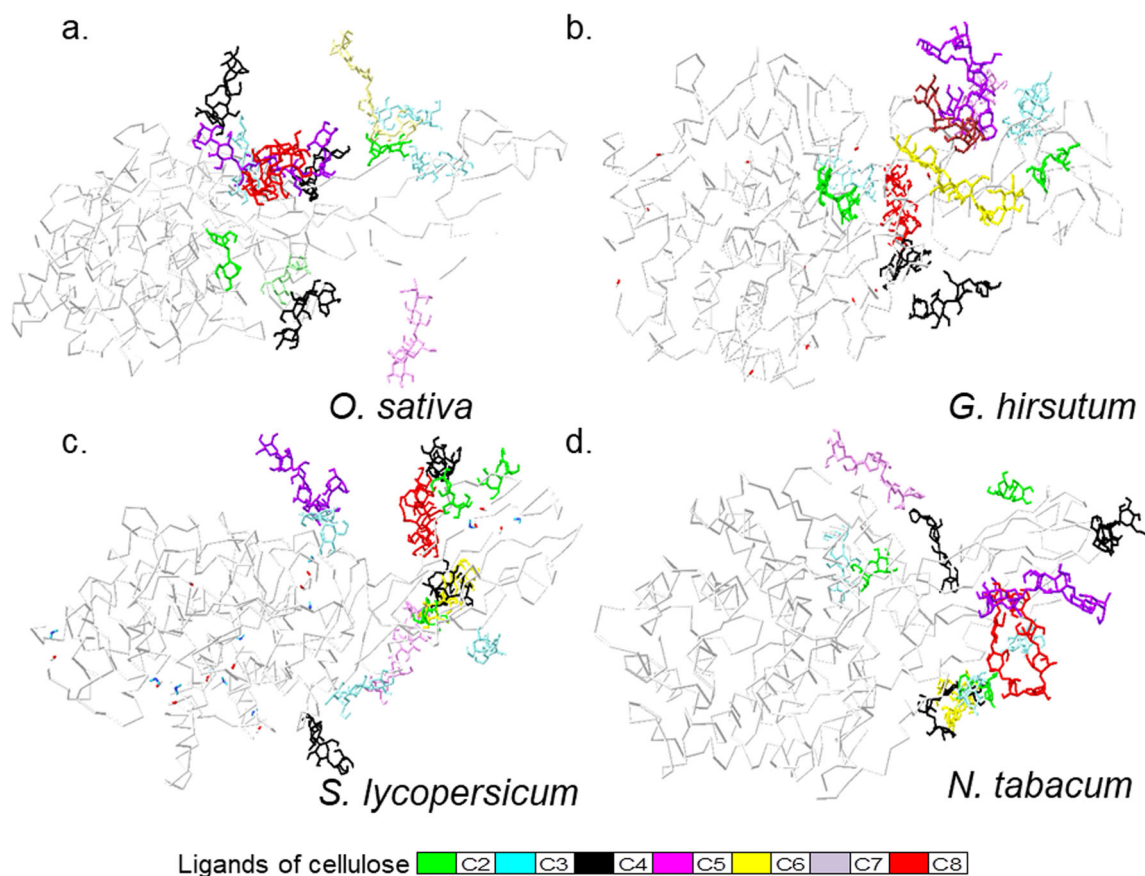 a.
b.
O. sativa
G. hirsutum
c.
d.
S. lycopersicum
N. tabacum
Ligands of cellulose C2 C3 C4 C5 C6 C7 C8